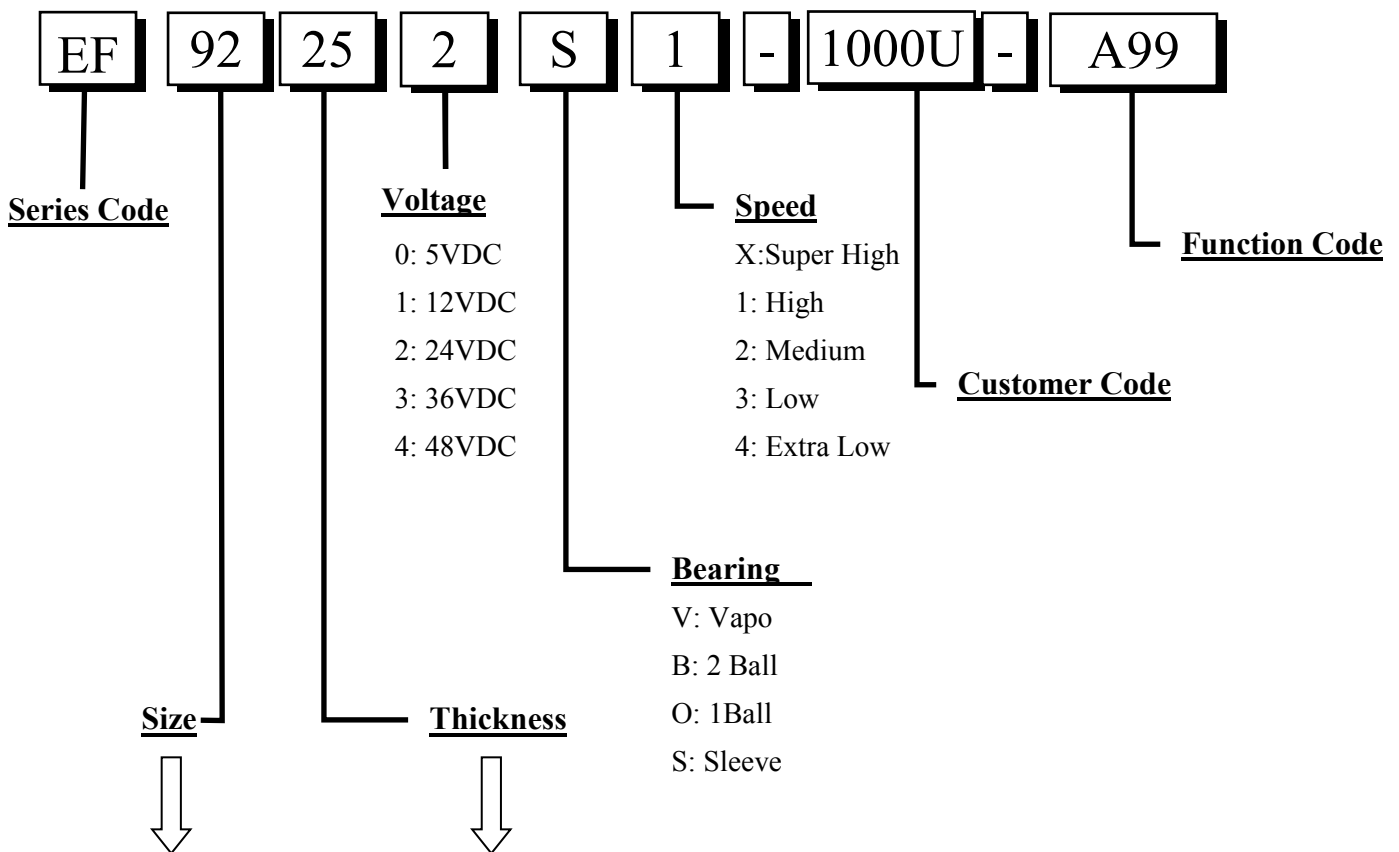 EF 92 25 2 S 1 - 1000U - A99
Series Code
Voltage
0: 5VDC
1: 12VDC
2: 24VDC
3: 36VDC
4: 48VDC
Speed
X:Super High
1: High
2: Medium
3: Low
4: Extra Low
Function Code
Customer Code
Bearing
V: Vapo
B: 2 Ball
O: 1Ball
S: Sleeve
Size
Thickness